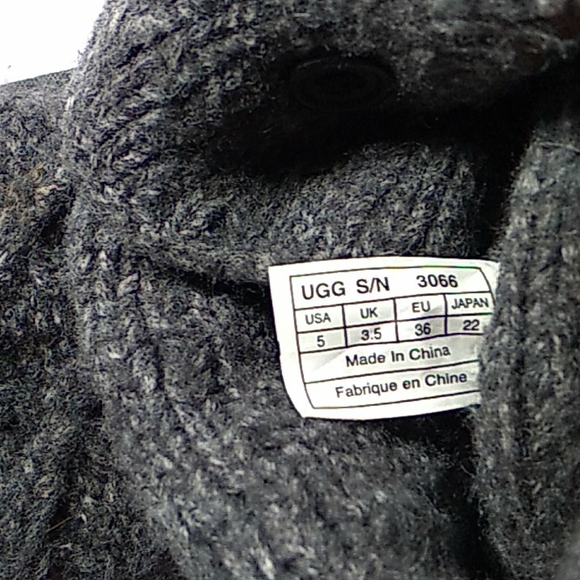 UGG S/N 3066
USA UK EU JAPAN
5 3.5 36 22
Made In China
Fabrique en Chine